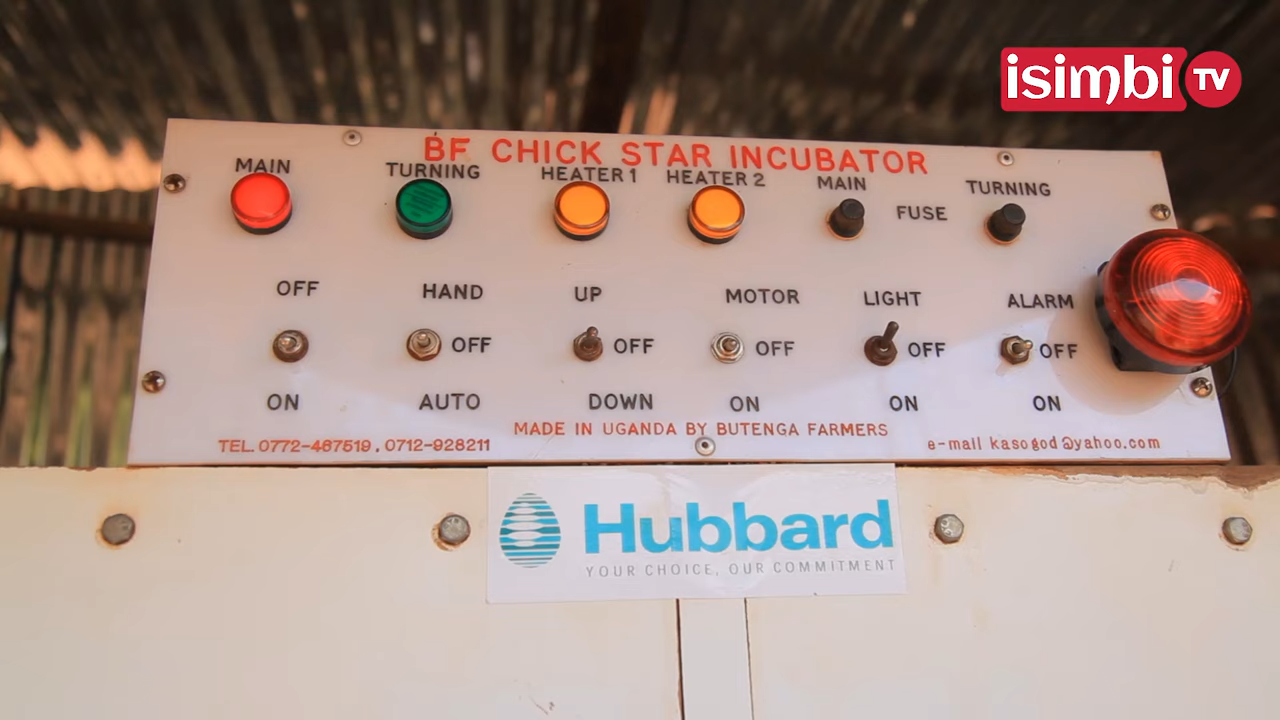 isimbi TV
BF CHICK STAR INCUBATOR
MAIN TURNING HEATER 1 HEATER 2 MAIN FUSE TURNING
OFF HAND UP MOTOR LIGHT ALARM
OFF OFF OFF OFF OFF
ON AUTO DOWN ON ON ON
MADE IN UGANDA BY BUTENGA FARMERS
TEL. 0772-467519, 0712-928211 e-mail kasogod@yahoo.com
Hubbard
YOUR CHOICE, OUR COMMITMENT